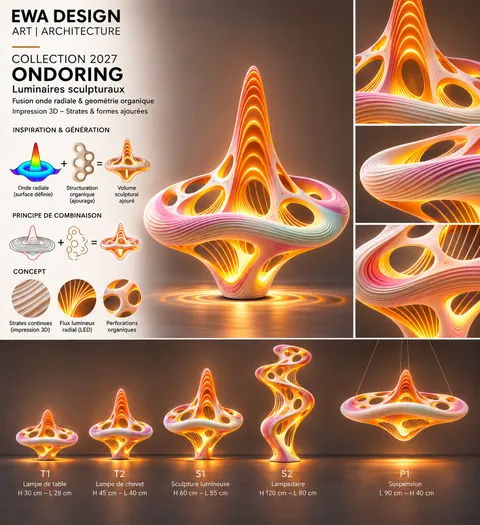 EWA DESIGN
ART | ARCHITECTURE
COLLECTION 2027
ONDORING
Luminaires sculpturaux
Fusion onde radiale & geométrie organique
Impression 3D – Strates & formes ajourées
INSPIRATION & GÉNÉRATION
+
=
Onde radiale
(surface définie)
Structuration
organique
(ajourage)
Volume
sculptural
ajouré
PRINCIPE DE COMBINAISON
+
=
CONCEPT
Strates continues
(impression 3D)
Flux lumineux
radial (LED)
Perforations
organiques
T1
Lampe de table
H 30 cm – L 28 cm
T2
Lampe de chevet
H 45 cm – L 40 cm
S1
Sculpture lumineuse
H 60 cm – L 55 cm
S2
Lampadaire
H 120 cm – L 80 cm
P1
Suspension
L 90 cm – H 40 cm